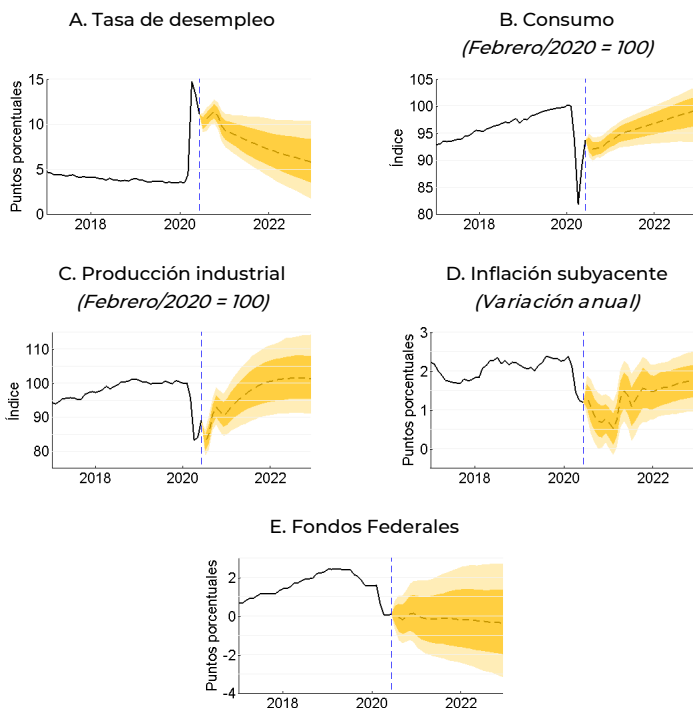 A. Tasa de desempleo
Puntos porcentuales
15
10
5
0
2018
2020
2022
B. Consumo
(Febrero/2020 = 100)
Índice
105
100
95
90
85
80
2018
2020
2022
C. Producción industrial
(Febrero/2020 = 100)
Índice
110
100
90
80
2018
2020
2022
D. Inflación subyacente
(Variación anual)
Puntos porcentuales
3
2
1
0
2018
2020
2022
E. Fondos Federales
Puntos porcentuales
2
0
-2
-4
2018
2020
2022